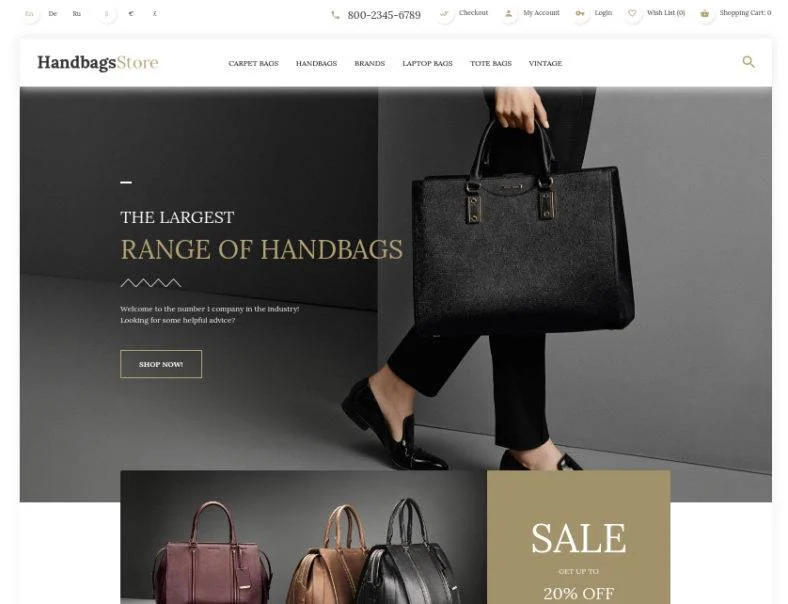 En De Ru $ € £ 800-2345-6789 Checkout My Account Login Wish List (0) Shopping Cart: 0
HandbagsStore CARPET BAGS HANDBAGS BRANDS LAPTOP BAGS TOTE BAGS VINTAGE
THE LARGEST
RANGE OF HANDBAGS
Welcome to the number 1 company in the industry!
Looking for some helpful advice?
SHOP NOW!
SALE
GET UP TO
20% OFF